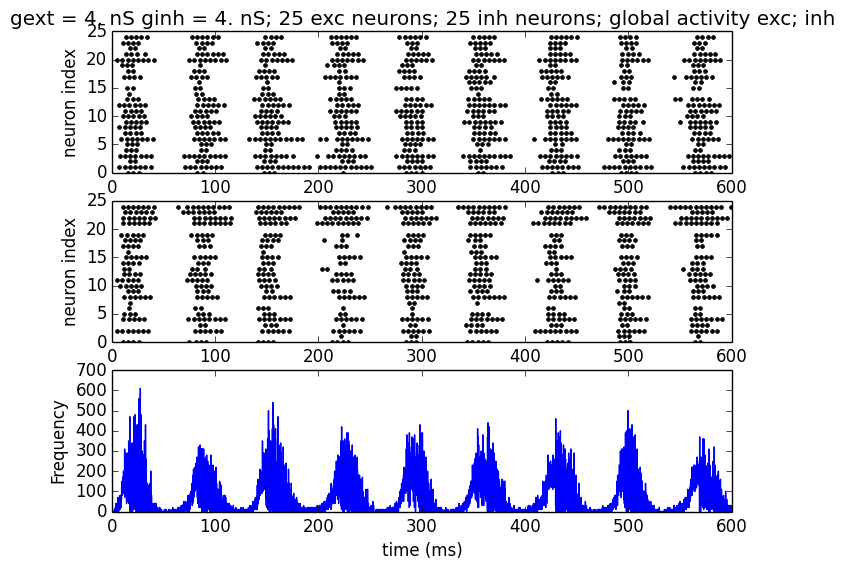 gext = 4. nS ginh = 4. nS; 25 exc neurons; 25 inh neurons; global activity exc; inh
25
20
15
10
5
0
neuron index
0 100 200 300 400 500 600
25
20
15
10
5
0
neuron index
0 100 200 300 400 500 600
700
600
500
400
300
200
100
0
Frequency
0 100 200 300 400 500 600
time (ms)